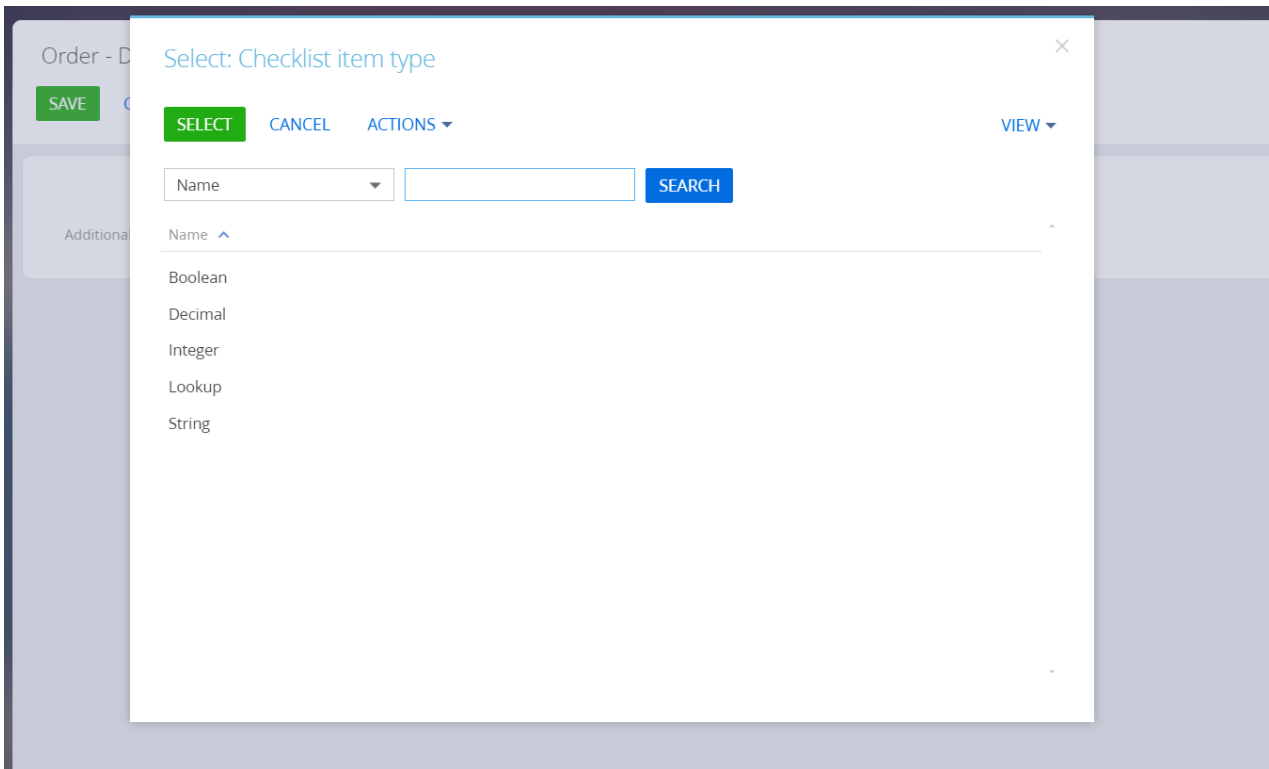 Order - D
Select: Checklist item type
SAVE
SELECT CANCEL ACTIONS VIEW
Name SEARCH
Additional
Name
Boolean
Decimal
Integer
Lookup
String